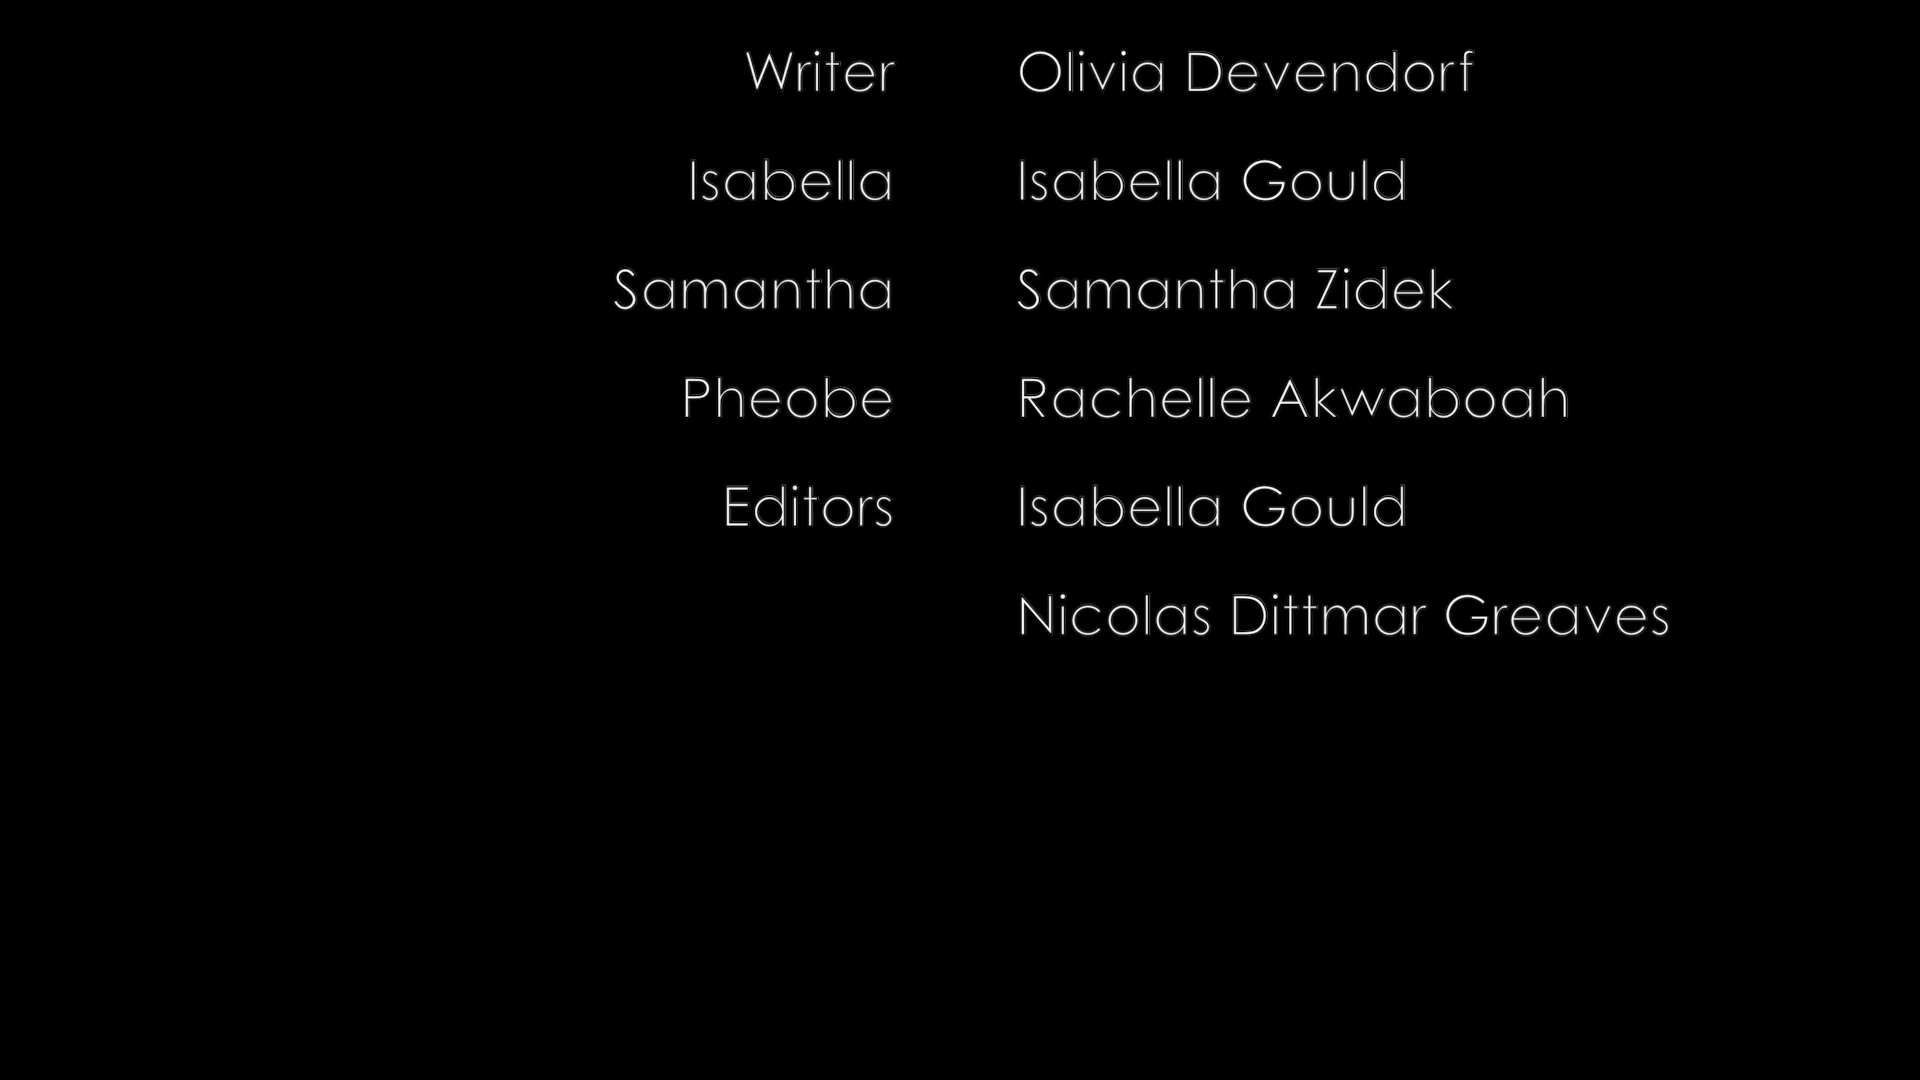 Writer Olivia Devendorf
Isabella Isabella Gould
Samantha Samantha Zidek
Pheobe Rachelle Akwaboah
Editors Isabella Gould
Nicolas Dittmar Greaves